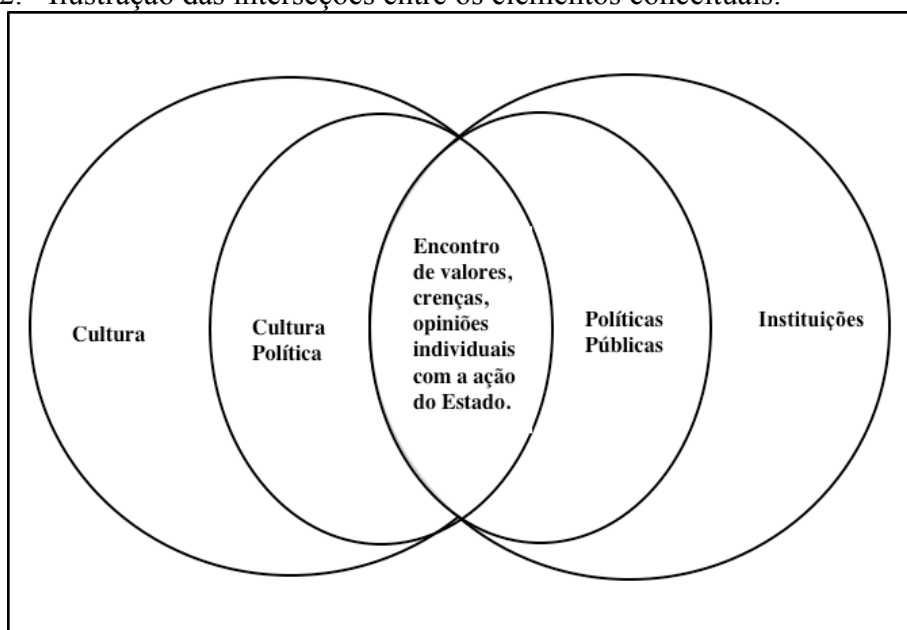 2. Ilustração das interseções entre os elementos conceituais.
Cultura
Cultura
Política
Encontro
de valores,
crenças,
opiniões
individuais
com a ação
do Estado.
Políticas
Públicas
Instituições